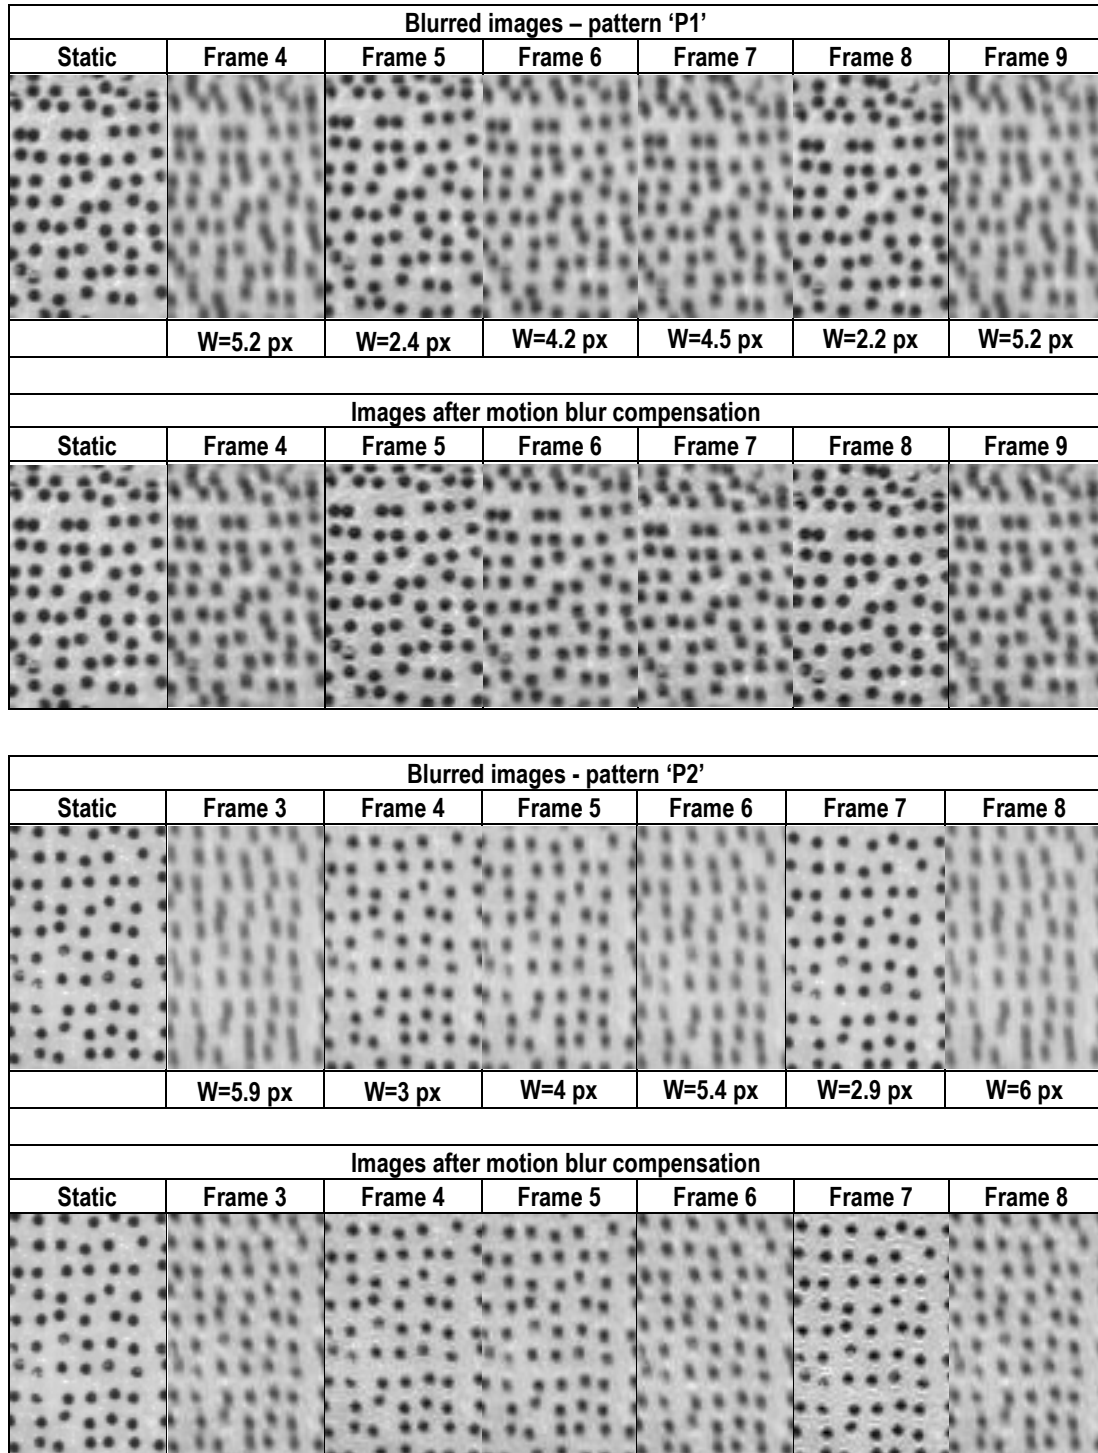 Blurred images – pattern ‘P1’
Static Frame 4 Frame 5 Frame 6 Frame 7 Frame 8 Frame 9
W=5.2 px W=2.4 px W=4.2 px W=4.5 px W=2.2 px W=5.2 px
Images after motion blur compensation
Static Frame 4 Frame 5 Frame 6 Frame 7 Frame 8 Frame 9
Blurred images - pattern ‘P2’
Static Frame 3 Frame 4 Frame 5 Frame 6 Frame 7 Frame 8
W=5.9 px W=3 px W=4 px W=5.4 px W=2.9 px W=6 px
Images after motion blur compensation
Static Frame 3 Frame 4 Frame 5 Frame 6 Frame 7 Frame 8